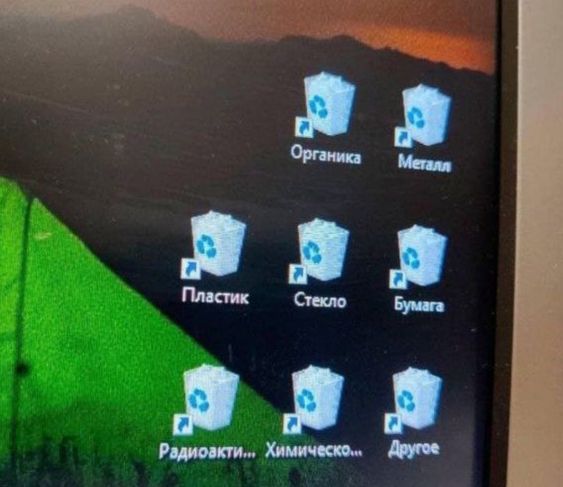 Органика Металл
Пластик Стекло Бумага
Радиоакти... Химическо... Другое